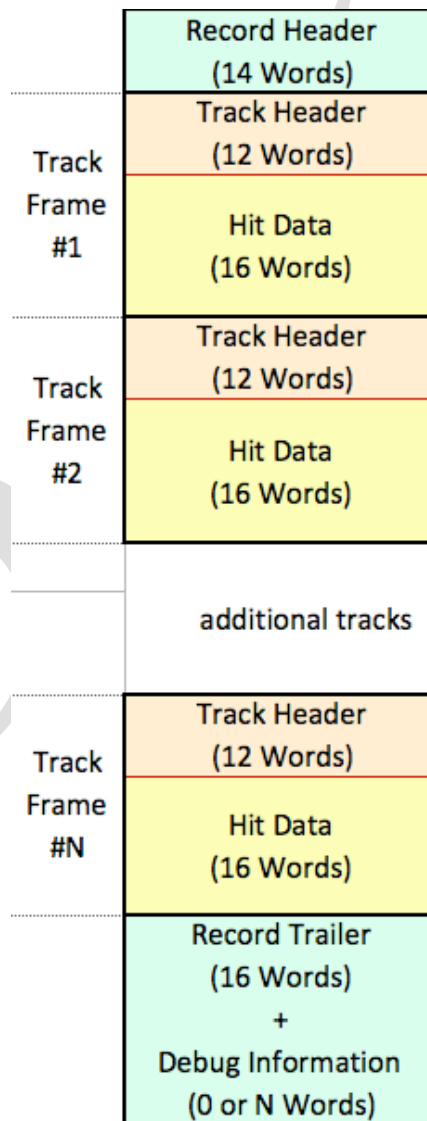 Record Header
(14 Words)
Track
Frame
#1
Track Header
(12 Words)
Hit Data
(16 Words)
Track
Frame
#2
Track Header
(12 Words)
Hit Data
(16 Words)
additional tracks
Track
Frame
#N
Track Header
(12 Words)
Hit Data
(16 Words)
Record Trailer
(16 Words)
+
Debug Information
(0 or N Words)